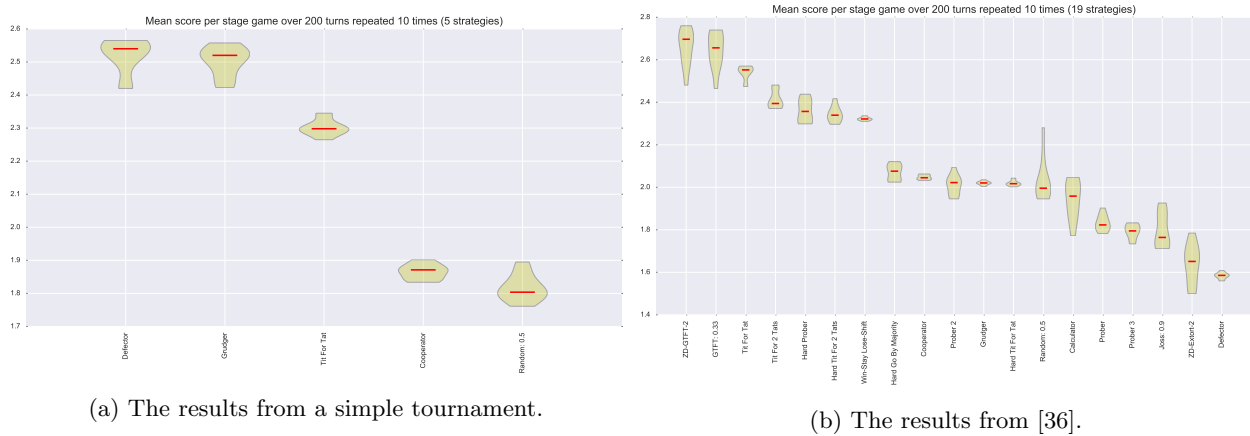 Mean score per stage game over 200 turns repeated 10 times (5 strategies)
2.6
2.5
2.4
2.3
2.2
2.1
2.0
1.9
1.8
1.7
Defector
Grudger
Tit For Tat
Cooperator
Random: 0.5
(a) The results from a simple tournament.
Mean score per stage game over 200 turns repeated 10 times (19 strategies)
2.8
2.6
2.4
2.2
2.0
1.8
1.6
1.4
ZD-GTFT-2
GTFT: 0.33
Tit For Tat
Tit For 2 Tats
Hard Prober
Hard Tit For 2 Tats
Win-Stay Lose-Shift
Hard Go By Majority
Cooperator
Prober 2
Grudger
Hard Tit For Tat
Random: 0.5
Calculator
Prober
Prober 3
Joss: 0.9
ZD-Extort-2
Defector
(b) The results from [36].